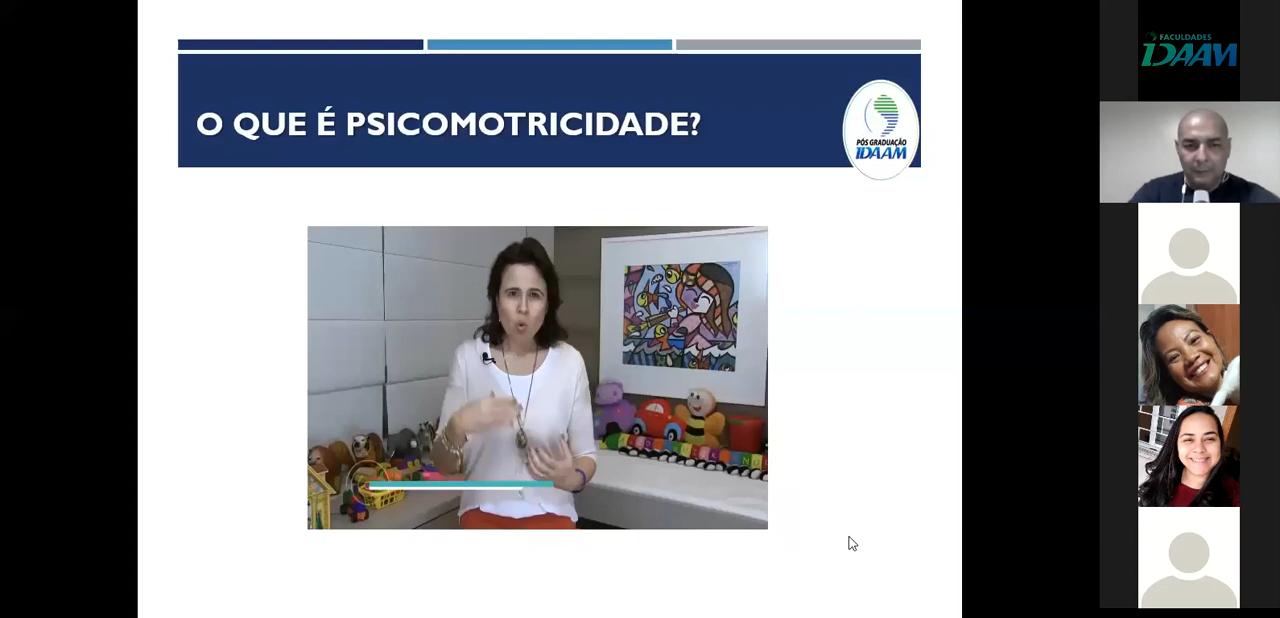 O QUE É PSICOMOTRICIDADE?
PÓS GRADUAÇÃO
IDAAM
FACULDADES
IDAAM